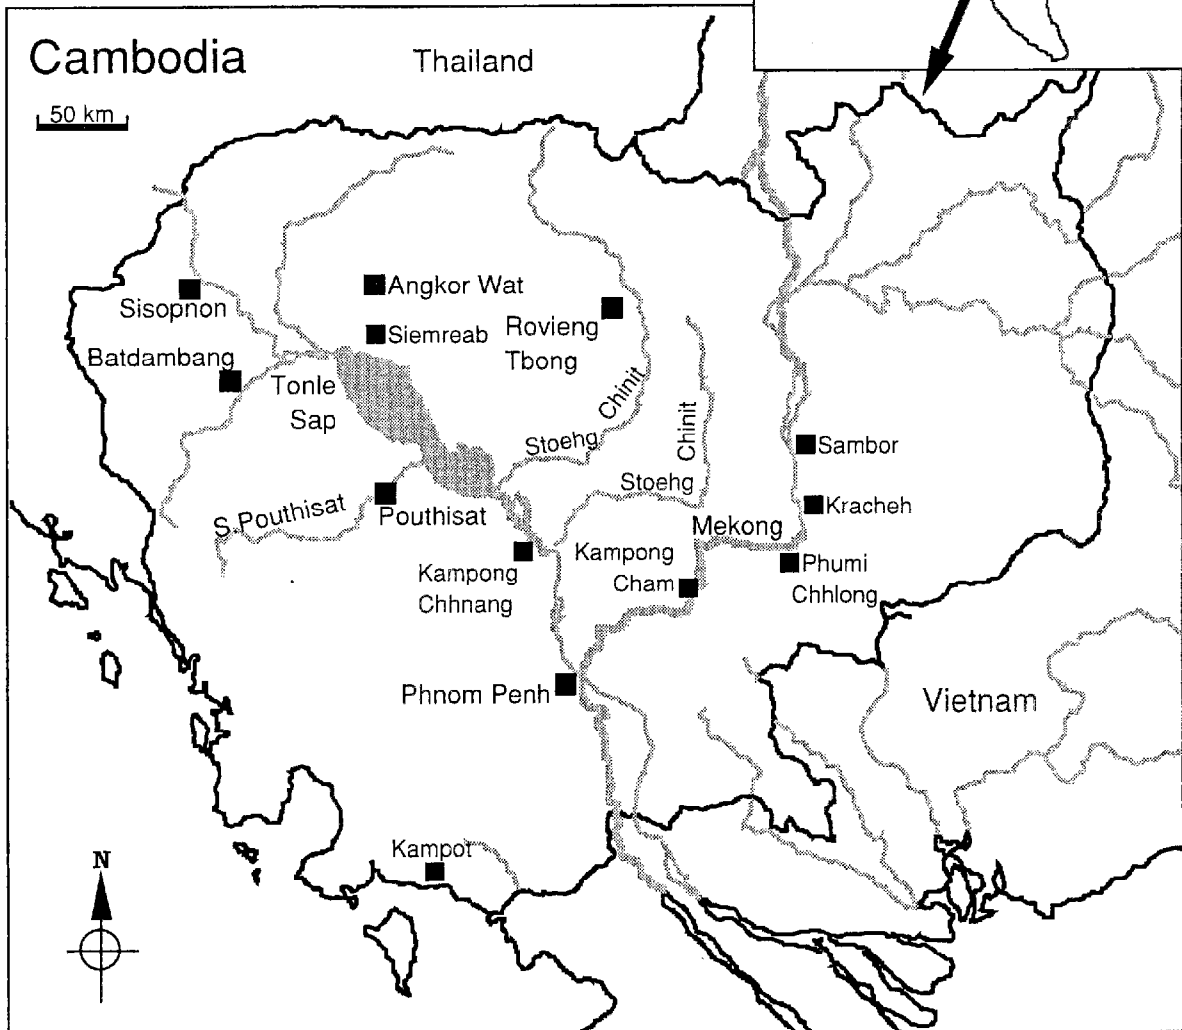 Cambodia
Thailand
50 km
Angkor Wat
Sisopnon
Siemreab
Rovieng
Tbong
Batdambang
Tonle
Sap
Chinit
Stoehg
Chinit
Stoehg
Sambor
S.Pouthisat
Pouthisat
Kracheh
Mekong
Kampong
Chhnang
Kampong
Cham
Phumi
Chhlong
Phnom Penh
Vietnam
Kampot
N